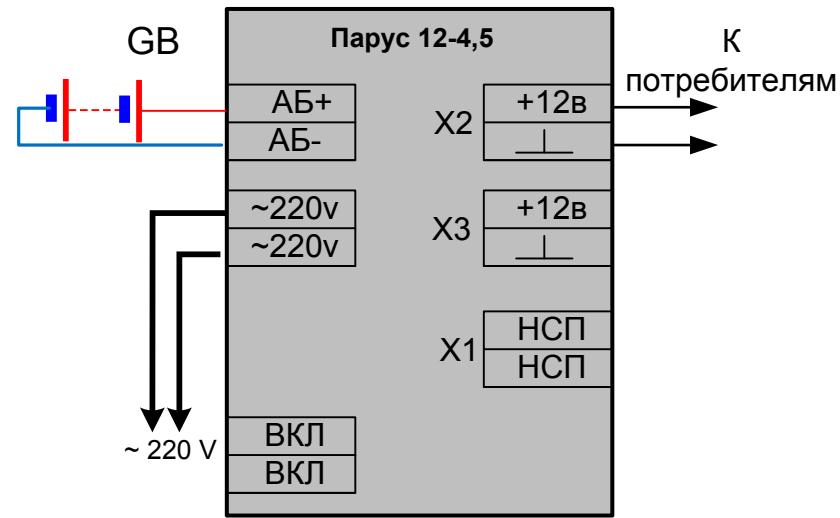 GB
Парус 12-4,5
К
потребителям
АБ+
АБ-
~220v
~220v
~ 220 V
ВКЛ
ВКЛ
X2
+12в
X3
+12в
X1
НСП
НСП